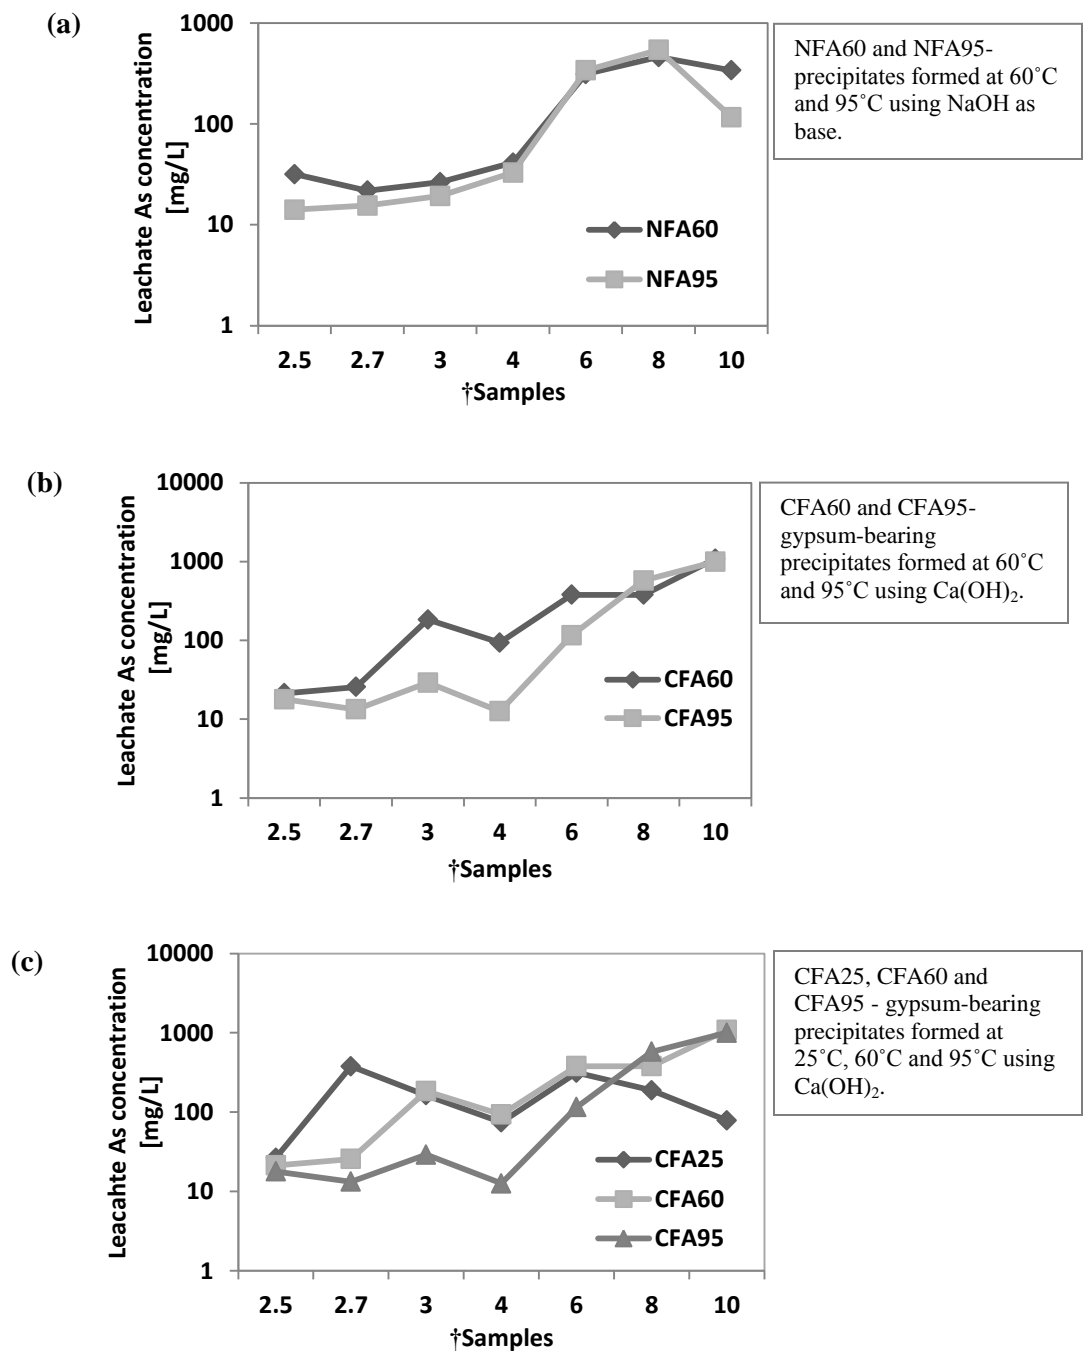 (a)
1000
100
10
1
Leachate As concentration
[mg/L]
NFA60
NFA95
2.5 2.7 3 4 6 8 10
†Samples
NFA60 and NFA95-
precipitates formed at 60˚C
and 95˚C using NaOH as
base.
(b)
10000
1000
100
10
1
Leachate As concentration
[mg/L]
CFA60
CFA95
2.5 2.7 3 4 6 8 10
†Samples
CFA60 and CFA95-
gypsum-bearing
precipitates formed at 60˚C
and 95˚C using Ca(OH)₂.
(c)
10000
1000
100
10
1
Leacahte As concentration
[mg/L]
CFA25
CFA60
CFA95
2.5 2.7 3 4 6 8 10
†Samples
CFA25, CFA60 and
CFA95 - gypsum-bearing
precipitates formed at
25˚C, 60˚C and 95˚C using
Ca(OH)₂.